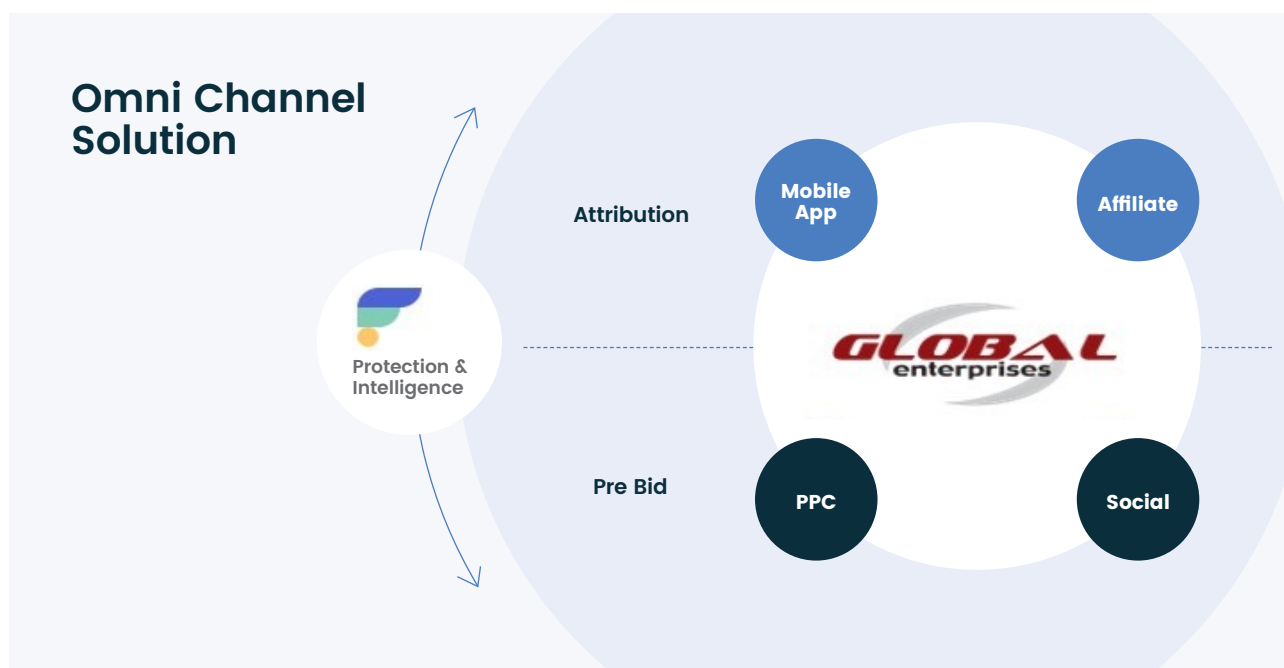 Omni Channel
Solution
Attribution
Mobile
App
Affiliate
Protection &
Intelligence
GLOBAL
enterprises
Pre Bid
PPC
Social